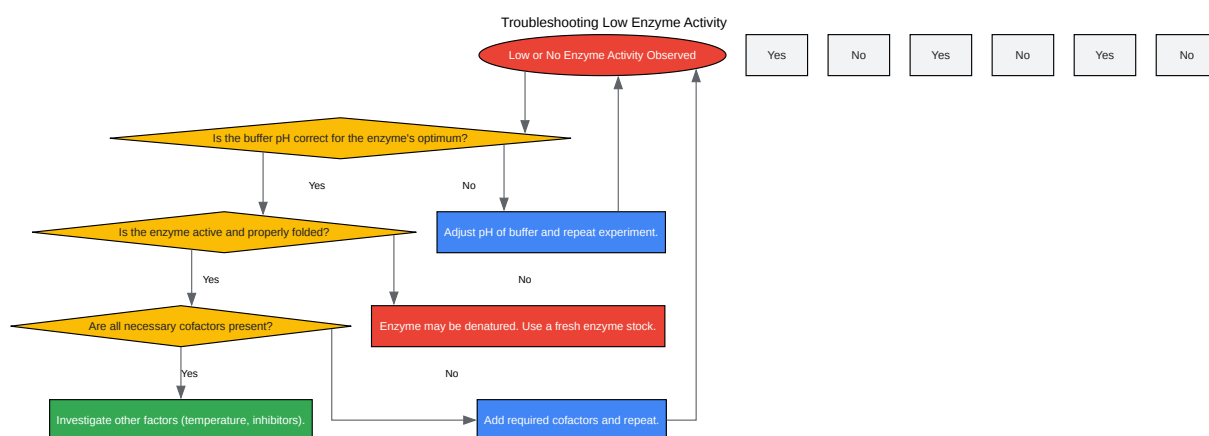 Troubleshooting Low Enzyme Activity
Low or No Enzyme Activity Observed
Yes
No
Yes
No
Yes
No
Is the buffer pH correct for the enzyme's optimum?
Yes
No
Is the enzyme active and properly folded?
Adjust pH of buffer and repeat experiment.
Yes
No
Are all necessary cofactors present?
Enzyme may be denatured. Use a fresh enzyme stock.
Yes
No
Investigate other factors (temperature, inhibitors).
Add required cofactors and repeat.